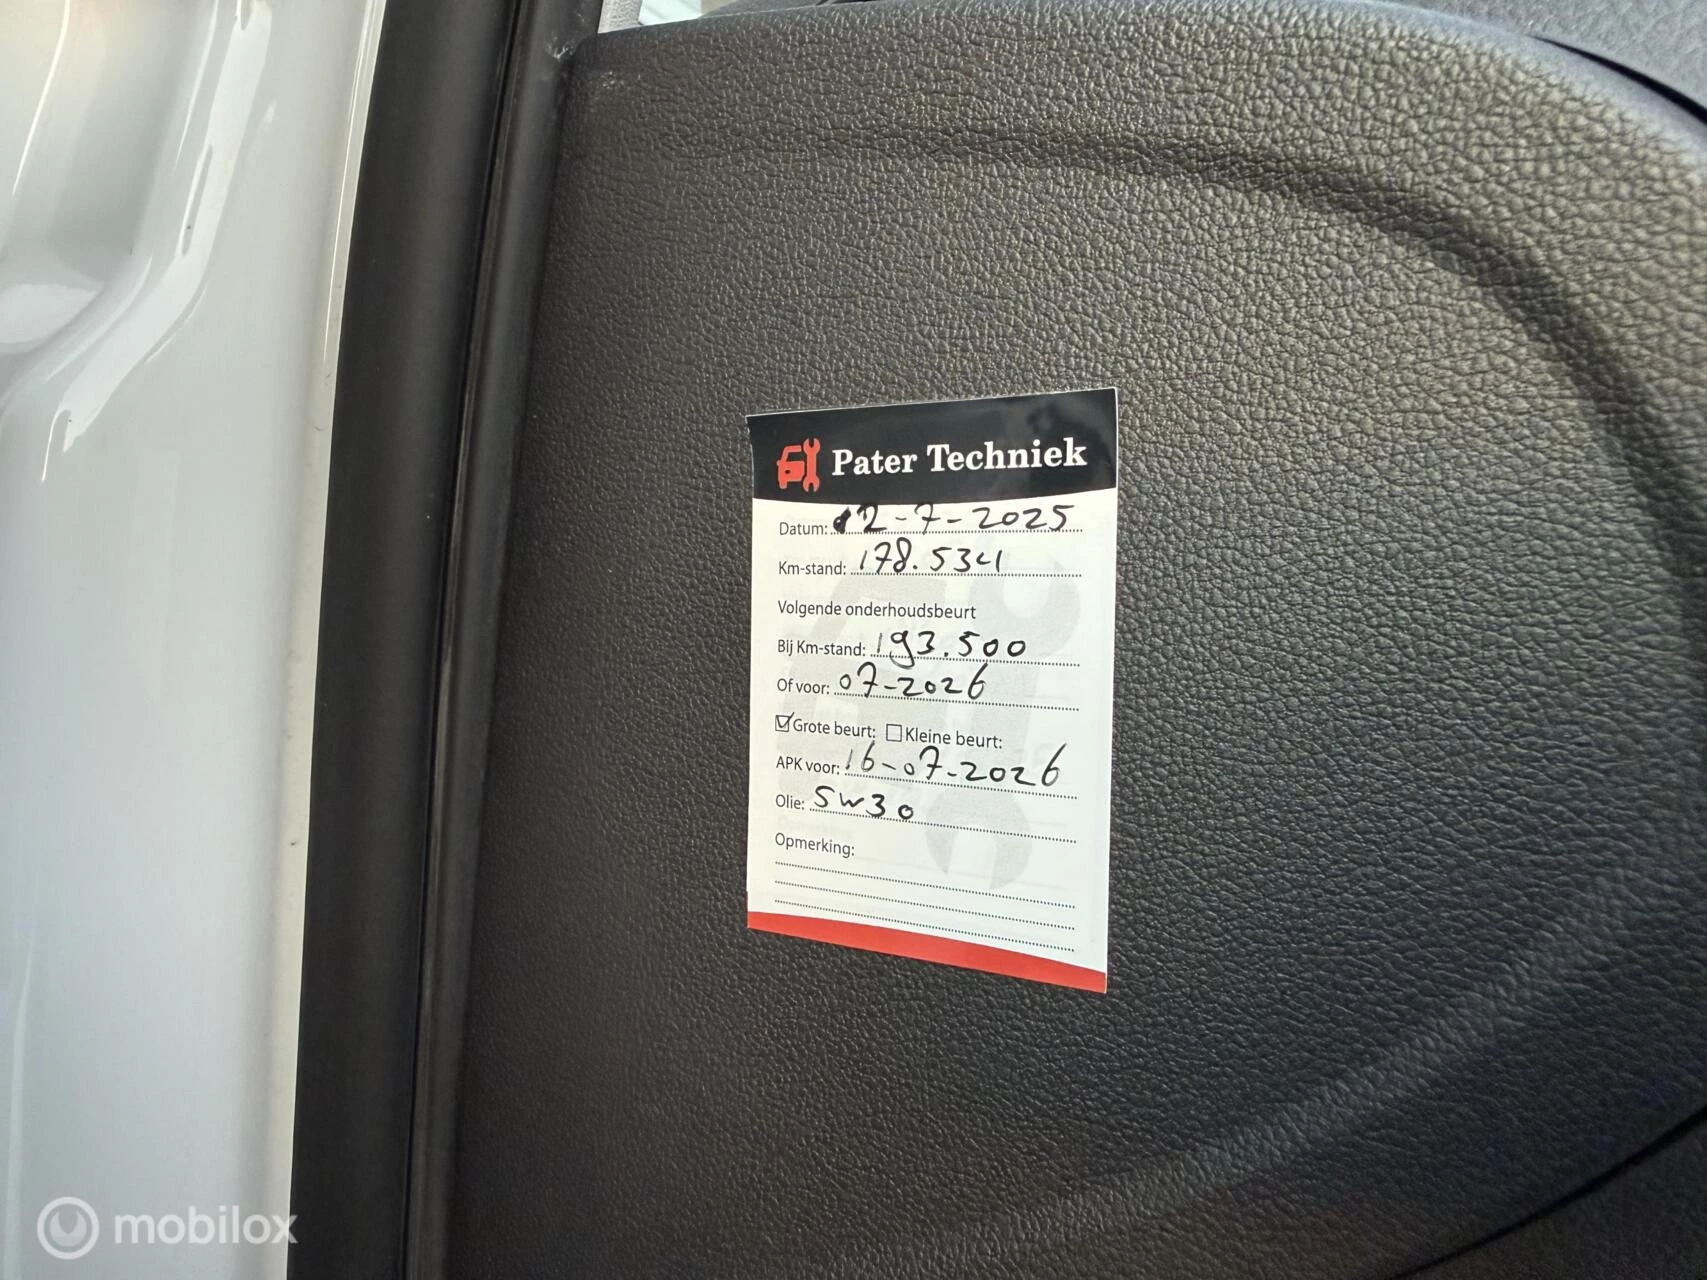 Pater Techniek
Datum: 12-7-2025
Km-stand: 178.534
Volgende onderhoudsbeurt
Bij Km-stand: 193.500
Of voor: 07-2026
Grote beurt: Kleine beurt:
APK voor: 16-07-2026
Olie: 5w30
Opmerking:
mobilox